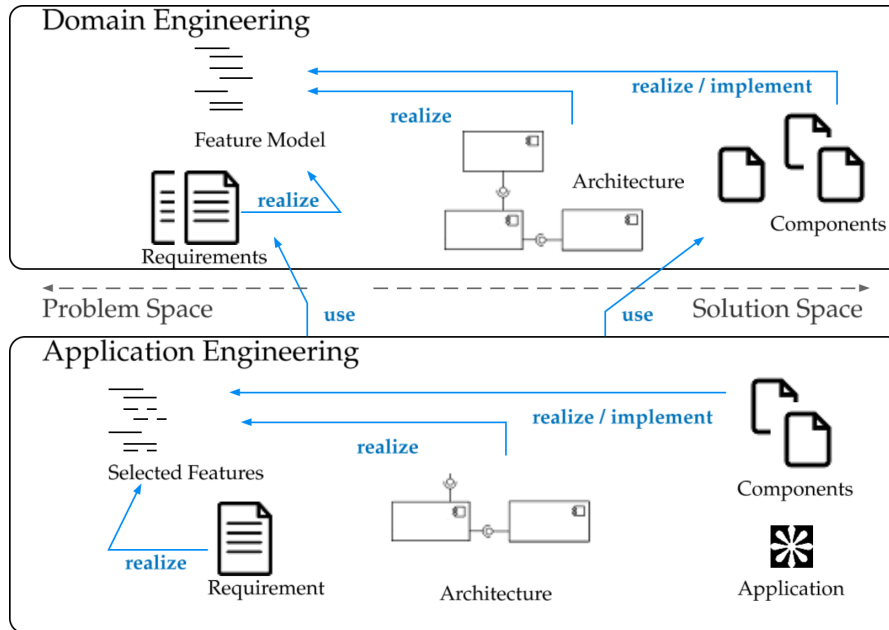 Domain Engineering
realize / implement
realize
Feature Model
Architecture
realize
Components
Requirements
Problem Space
use
use
Solution Space
Application Engineering
realize / implement
realize
Selected Features
Components
realize
Requirement
Architecture
Application